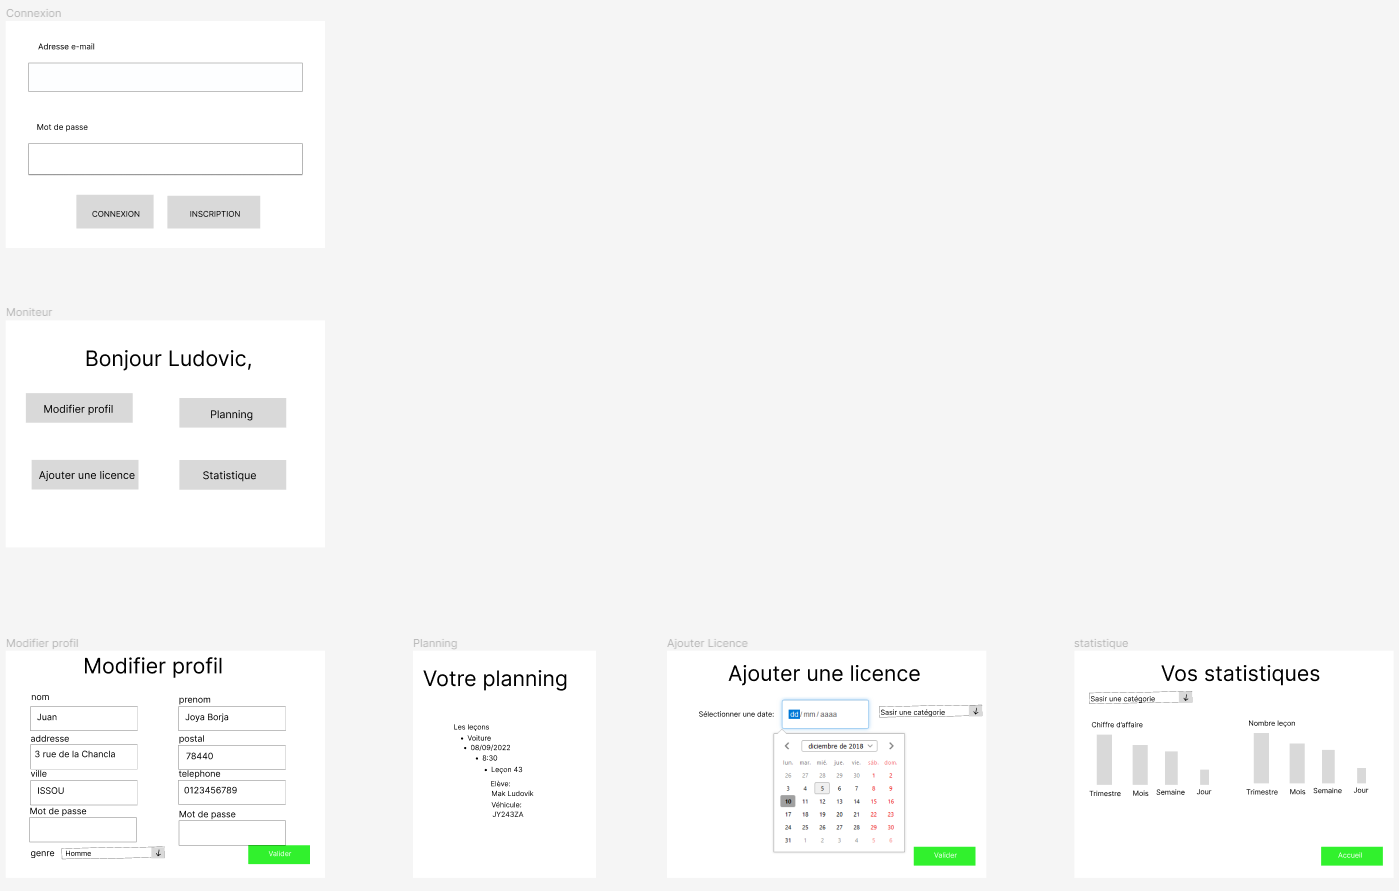 Connexion
Adresse e-mail
Mot de passe
CONNEXION
INSCRIPTION
Moniteur
Bonjour Ludovic,
Modifier profil
Planning
Ajouter une licence
Statistique
Modifier profil
Modifier profil
nom
prenom
Juan
Joya Borja
addresse
postal
3 rue de la Chancla
78440
ville
telephone
ISSOU
0123456789
Mot de passe
Mot de passe
genre
Homme
Valider
Planning
Votre planning
Les leçons
Voiture
08/09/2022
8:30
Leçon 43
Elève:
Mak Ludovik
Véhicule:
JY243ZA
Ajouter Licence
Ajouter une licence
Sélectionner une date:
dd / mm / aaaa
Sasir une catégorie
diciembre de 2018
lun. mar. mié. jue. vie. sáb. dom.
26 27 28 29 30 1 2
3 4 5 6 7 8 9
10 11 12 13 14 15 16
17 18 19 20 21 22 23
24 25 26 27 28 29 30
31 1 2 3 4 5 6
Valider
statistique
Vos statistiques
Sasir une catégorie
Chiffre d'affaire
Trimestre Mois Semaine Jour
Nombre leçon
Trimestre Mois Semaine Jour
Accueil